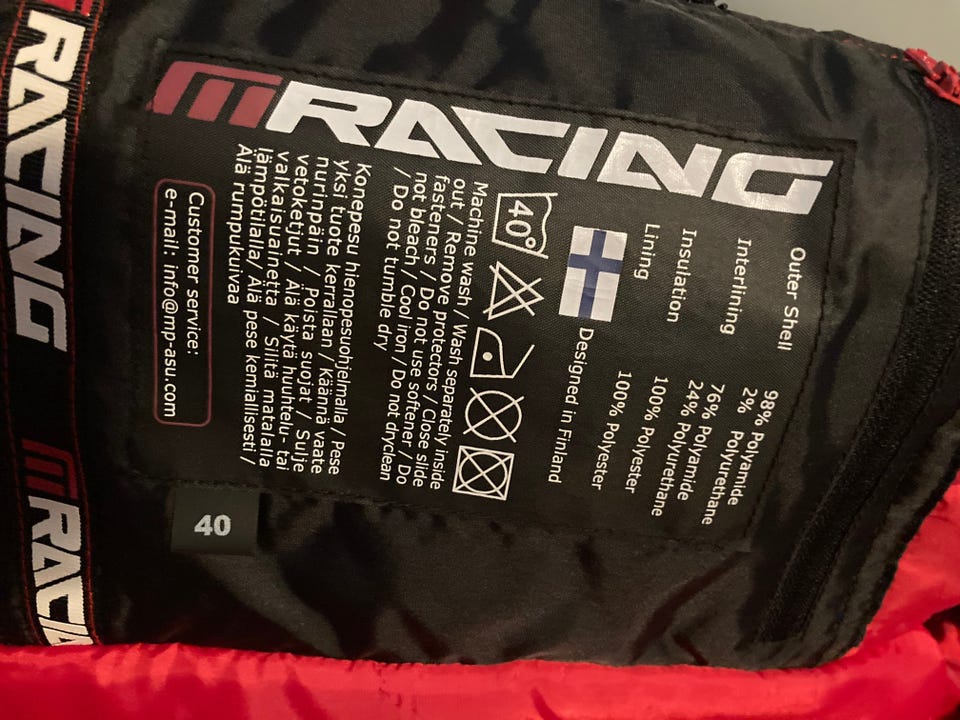 MRACING
Outer Shell 98% Polyamide
2% Polyurethane
Interlining 76% Polyamide
24% Polyurethane
Insulation 100% Polyester
Lining 100% Polyester
Designed in Finland
40°
Machine wash / Wash separately inside
out / Remove protectors / Close slide
fasteners / Do not use softener / Do
not bleach / Cool iron / Do not dryclean
/ Do not tumble dry
Konepesu hienopesuohjelmalla / Pese
yksi tuote kerrallaan / Käännä vaate
nurinpäin / Poista suojat / Sulje
vetoketjut / Älä käytä huuhtelu- tai
valkaisuainetta / Silitä matalalla
lämpötilalla/ Älä pese kemiallisesti /
Älä rumpukuivaa
Customer service:
e-mail: info@mp-asu.com
40
RACING
MRACIN